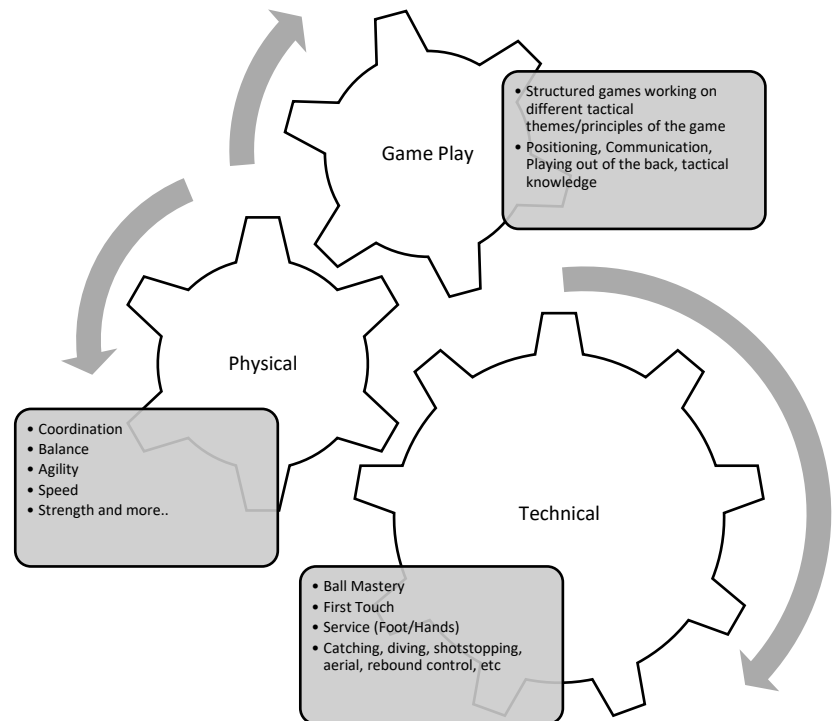 Game Play
• Structured games working on
different tactical
themes/principles of the game
• Positioning, Communication,
Playing out of the back, tactical
knowledge
Physical
• Coordination
• Balance
• Agility
• Speed
• Strength and more..
Technical
• Ball Mastery
• First Touch
• Service (Foot/Hands)
• Catching, diving, shotstopping,
aerial, rebound control, etc